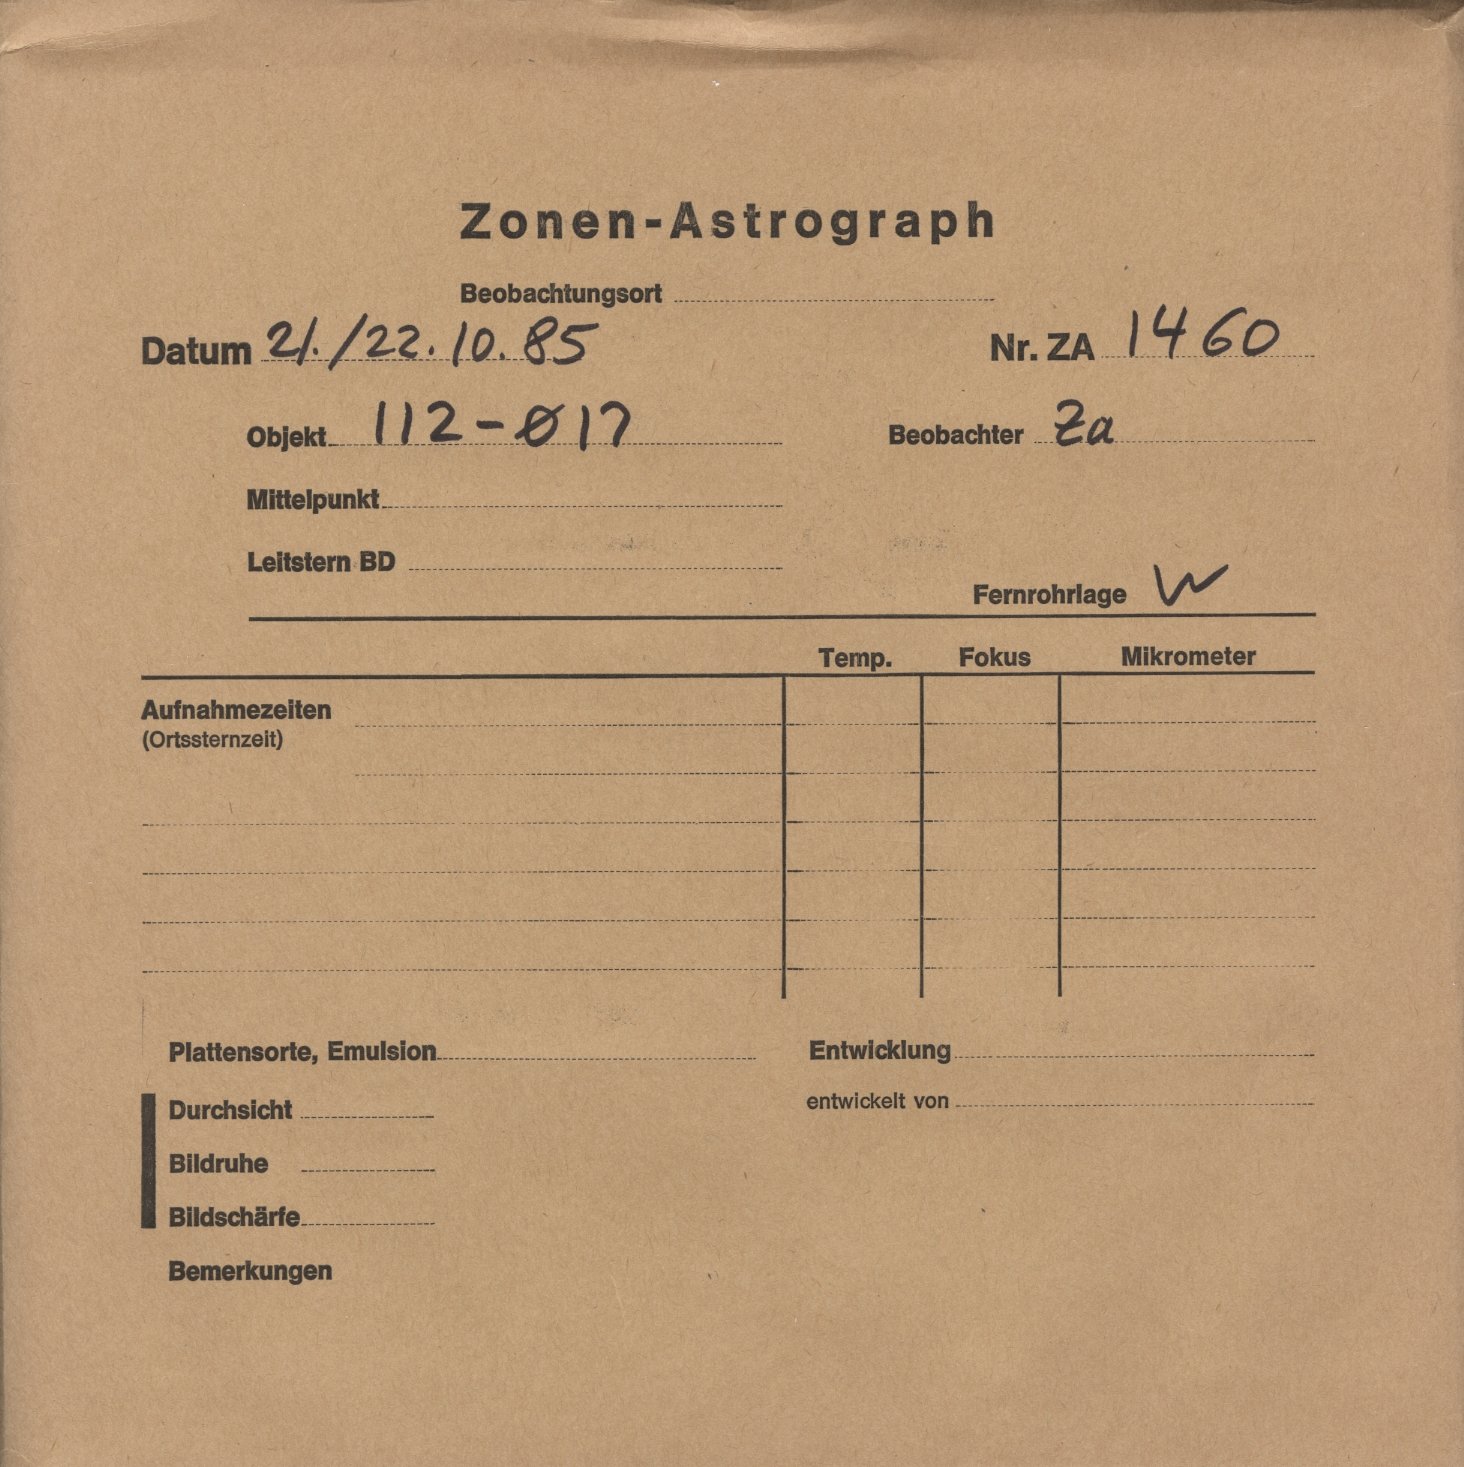 Zonen-Astrograph
Beobachtungsort
Datum 21./22.10.85 Nr. ZA 1460
Objekt 112-Ø17 Beobachter Za
Mittelpunkt
Leitstern BD
Fernrohrlage W
Temp. Fokus Mikrometer
Aufnahmezeiten
(Ortssternzeit)
Plattensorte, Emulsion Entwicklung
Durchsicht entwickelt von
Bildruhe
Bildschärfe
Bemerkungen